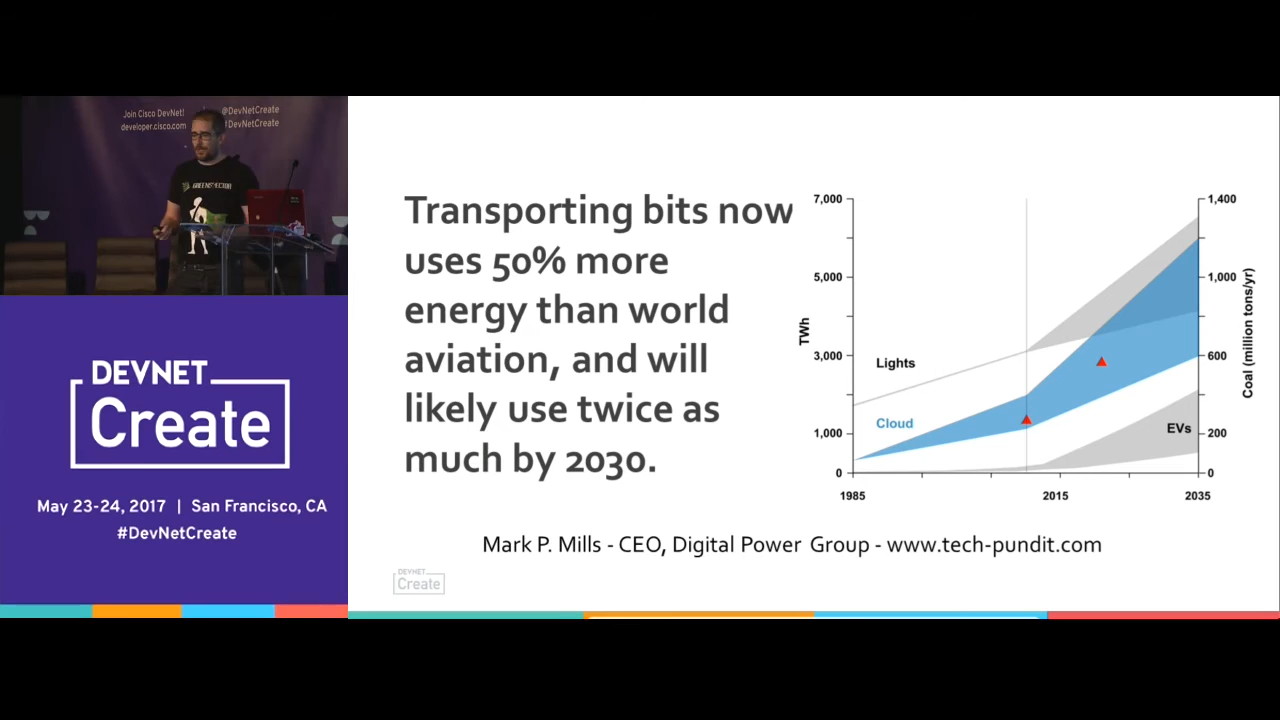 Join Cisco DevNet!
developer.cisco.com
@DevNetCreate
#DevNetCreate
GREENSPECTOR
DEVNET
Create
May 23-24, 2017 | San Francisco, CA
#DevNetCreate
Transporting bits now
uses 50% more
energy than world
aviation, and will
likely use twice as
much by 2030.
7,000
5,000
3,000
1,000
0
TWh
Lights
Cloud
EVs
1,400
1,000
600
200
0
Coal (million tons/yr)
1985
2015
2035
Mark P. Mills - CEO, Digital Power Group - www.tech-pundit.com
DEVNET
Create